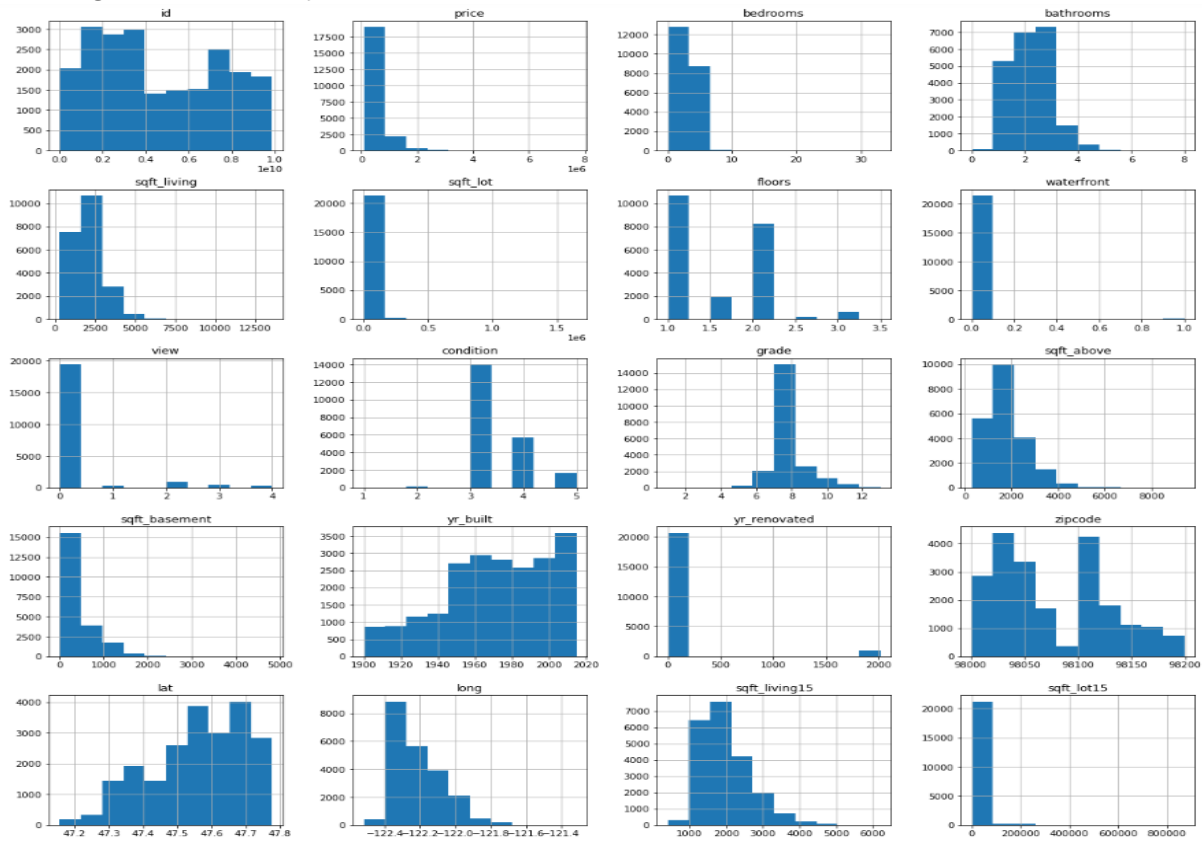 id price bedrooms bathrooms
3000 17500 12000 7000
2500 15000 10000 6000
2000 12500 8000 5000
1500 10000 6000 4000
1000 7500 4000 3000
500 5000 2000 2000
0 2500 0 1000
0 0
0.0 0.2 0.4 0.6 0.8 1.0 0 2 4 6 8 0 10 20 30 0 2 4 6 8
1e10 1e6
sqft_living sqft_lot floors waterfront
10000 20000 10000 20000
8000 15000 8000 15000
6000 10000 6000 10000
4000 5000 4000 5000
2000 0 2000 0
0 0
0 2500 5000 7500 10000 12500 0.0 0.5 1.0 1.5 1.0 1.5 2.0 2.5 3.0 3.5 0.0 0.2 0.4 0.6 0.8 1.0
1e6
view condition grade sqft_above
20000 14000 14000 10000
15000 12000 12000 8000
10000 10000 10000 6000
5000 8000 8000 4000
0 6000 6000 2000
4000 4000 0
2000 2000
0 0
0 1 2 3 4 1 2 3 4 5 2 4 6 8 10 12 0 2000 4000 6000 8000
sqft_basement yr_built yr_renovated zipcode
15000 3500 20000 4000
12500 3000 15000 3000
10000 2500 10000 2000
7500 2000 5000 1000
5000 1500 0 0
2500 1000
0 500
0
0 1000 2000 3000 4000 5000 1900 1920 1940 1960 1980 2000 2020 0 500 1000 1500 2000 98000 98050 98100 98150 98200
lat long sqft_living15 sqft_lot15
4000 8000 7000 20000
3000 6000 6000 15000
2000 4000 5000 10000
1000 2000 4000 5000
0 0 3000 0
2000
1000
0
47.2 47.3 47.4 47.5 47.6 47.7 47.8 −122.4 −122.2 −122.0 −121.8 −121.6 −121.4 1000 2000 3000 4000 5000 6000 0 200000 400000 600000 800000